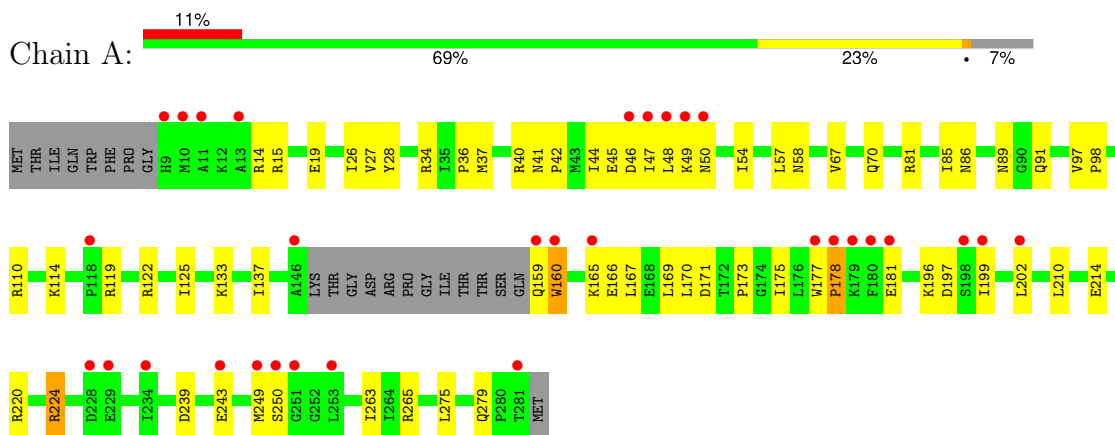 11%
Chain A:
69% 23% • 7%
MET THR ILE GLN TRP PHE PRO GLY H9 M10 A11 K12 A13 R14 R15 E19 I26 V27 Y28 R34 I35 P36 M37 R40 N41 P42 M43 I44 E45 D46 I47 L48 K49 N50 I54 L57 N58 V67 Q70 R81 I85 N86 N89 G90 Q91 V97 P98
R110 K114 P118 R119 R122 I125 K133 I137 A146 LYS THR GLY ASP ARG PRO GLY ILE THR THR SER GLN Q159 W160 K165 E166 L167 E168 L169 L170 D171 T172 P173 G174 I175 L176 W177 P178 K179 F180 E181 K196 D197 S198 I199 L202 L210 E214
R220 R224 D228 E229 I234 D239 E243 M249 S250 G251 G252 L253 I263 I264 R265 L275 Q279 P280 T281 MET